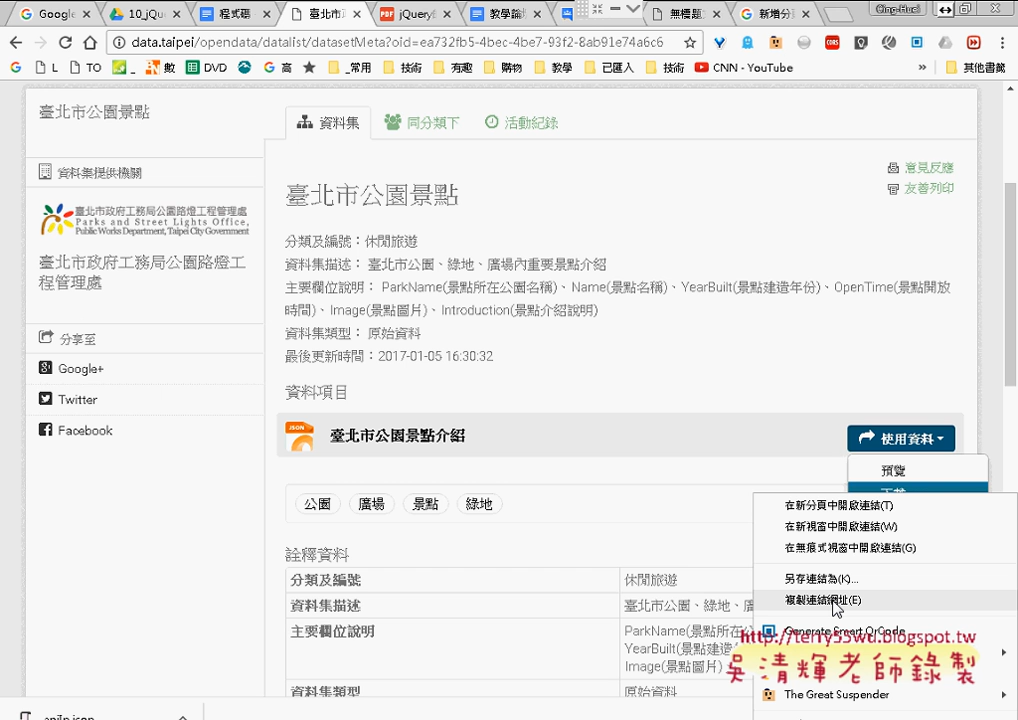 Google
10_jQu
程式碼
臺北市
jQuery
教學論
無標題
新增分
Cing-Huei
data.taipei/opendata/datalist/datasetMeta?oid=ea732fb5-4bec-4be7-93f2-8ab91e74a6c6
L
TO
數
DVD
高
_常用
技術
有趣
購物
教學
已匯入
技術
CNN - YouTube
»
其他書籤
臺北市公園景點
資料集
同分類下
活動紀錄
資料集提供機關
臺北市政府工務局公園路燈工程管理處
Parks and Street Lights Office,
Public Works Department, Taipei City Government
臺北市政府工務局公園路燈工
程管理處
分享至
Google+
Twitter
Facebook
意見反應
友善列印
臺北市公園景點
分類及編號：休閒旅遊
資料集描述： 臺北市公園、綠地、廣場內重要景點介紹
主要欄位說明： ParkName(景點所在公園名稱)、Name(景點名稱)、YearBuilt(景點建造年份)、OpenTime(景點開放
時間)、Image(景點圖片)、Introduction(景點介紹說明)
資料集類型： 原始資料
最後更新時間：2017-01-05 16:30:32
資料項目
JSON
臺北市公園景點介紹
使用資料
預覽
下載
公園
廣場
景點
綠地
在新分頁中開啟連結(T)
在新視窗中開啟連結(W)
在無痕式視窗中開啟連結(G)
另存連結為(K)...
複製連結網址(E)
Generate Smart QrCode
The Great Suspender
詮釋資料
分類及編號
休閒旅遊
資料集描述
臺北市公園、綠地、廣
主要欄位說明
ParkName(景點所在公
YearBuilt(景點建造
Image(景點圖片)
資料集類型
原始資料
http://terry55wu.blogspot.tw
吳清輝老師錄製